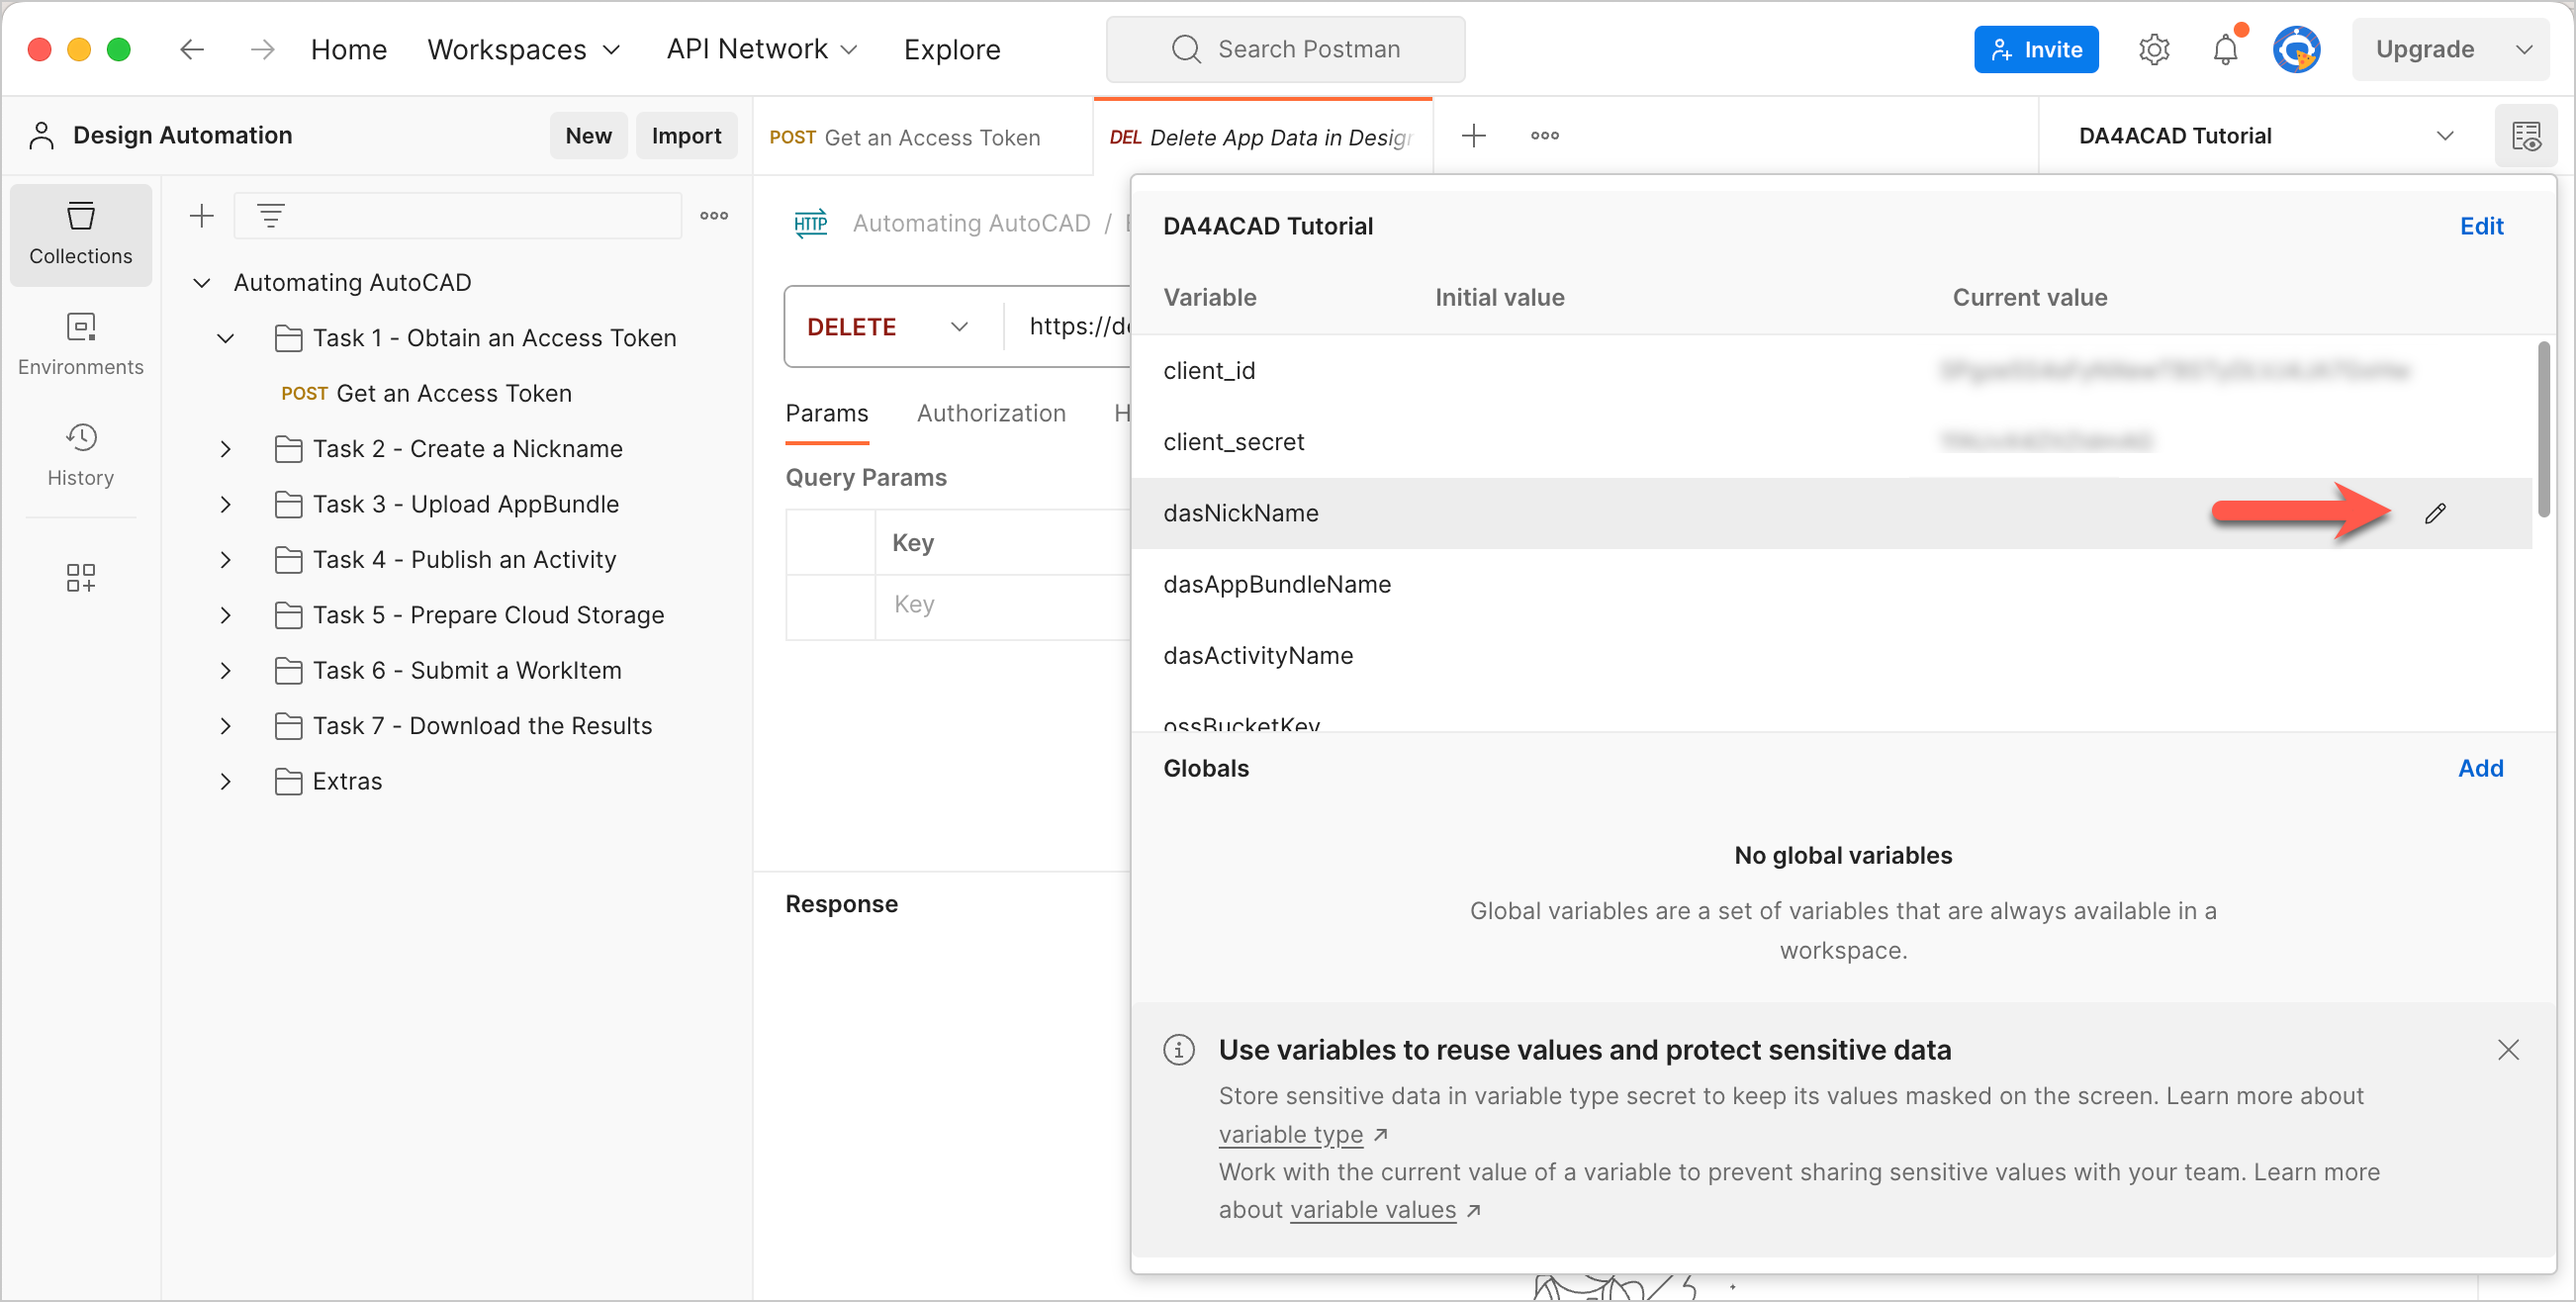 Home
Workspaces
API Network
Explore
Search Postman
Invite
Upgrade
Design Automation
New
Import
POST Get an Access Token
DEL Delete App Data in Design
DA4ACAD Tutorial
Collections
Environments
History
Automating AutoCAD
Task 1 - Obtain an Access Token
POST Get an Access Token
Task 2 - Create a Nickname
Task 3 - Upload AppBundle
Task 4 - Publish an Activity
Task 5 - Prepare Cloud Storage
Task 6 - Submit a WorkItem
Task 7 - Download the Results
Extras
HTTP Automating AutoCAD /
DELETE
https://de
Params
Authorization
H
Query Params
Key
Key
Response
DA4ACAD Tutorial
Edit
Variable
Initial value
Current value
client_id
client_secret
dasNickName
dasAppBundleName
dasActivityName
ossBucketKey
Globals
Add
No global variables
Global variables are a set of variables that are always available in a
workspace.
Use variables to reuse values and protect sensitive data
Store sensitive data in variable type secret to keep its values masked on the screen. Learn more about
variable type ↗
Work with the current value of a variable to prevent sharing sensitive values with your team. Learn more
about variable values ↗